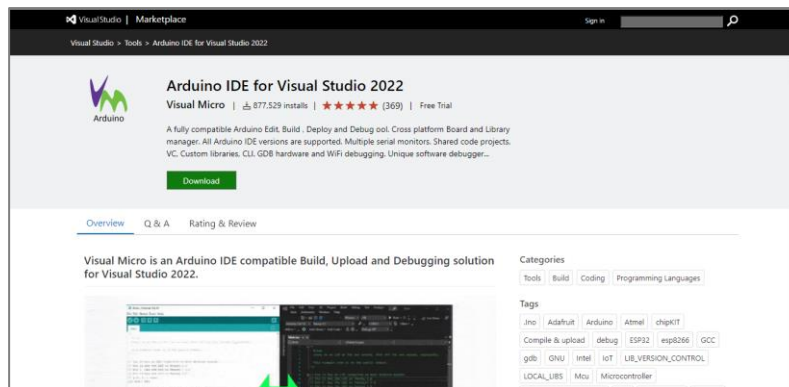 Visual Studio | Marketplace
Sign in
Visual Studio > Tools > Arduino IDE for Visual Studio 2022
Arduino
Arduino IDE for Visual Studio 2022
Visual Micro | 877,529 installs | ★★★★★ (369) | Free Trial
A fully compatible Arduino Edit, Build , Deploy and Debug ool. Cross platform Board and Library
manager. All Arduino IDE versions are supported. Multiple serial monitors. Shared code projects.
VC, Custom libraries, CLI. GDB hardware and WiFi debugging. Unique software debugger...
Download
Overview Q & A Rating & Review
Visual Micro is an Arduino IDE compatible Build, Upload and Debugging solution
for Visual Studio 2022.
Categories
Tools Build Coding Programming Languages
Tags
.Ino Adafruit Arduino Atmel chipKIT
Compile & upload debug ESP32 esp8266 GCC
gdb GNU Intel IoT LIB_VERSION_CONTROL
LOCAL_LIBS Mcu Microcontroller